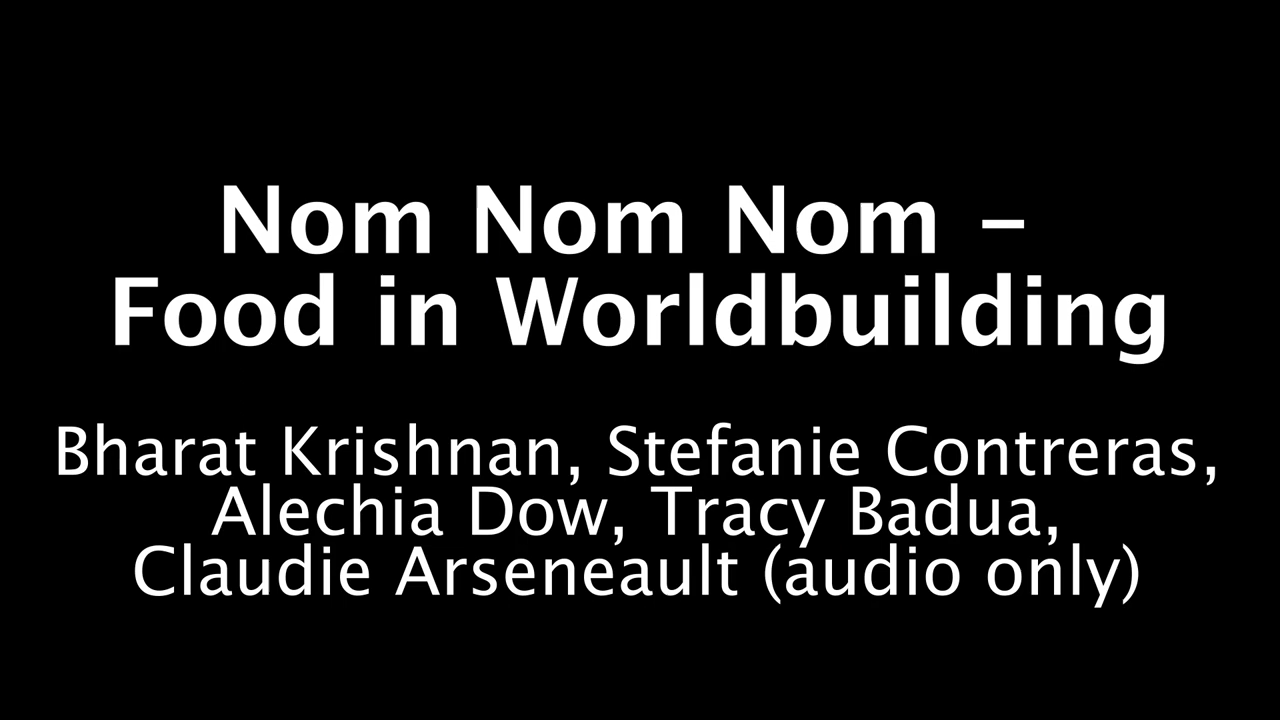 Nom Nom Nom –
Food in Worldbuilding
Bharat Krishnan, Stefanie Contreras,
Alechia Dow, Tracy Badua,
Claudie Arseneault (audio only)